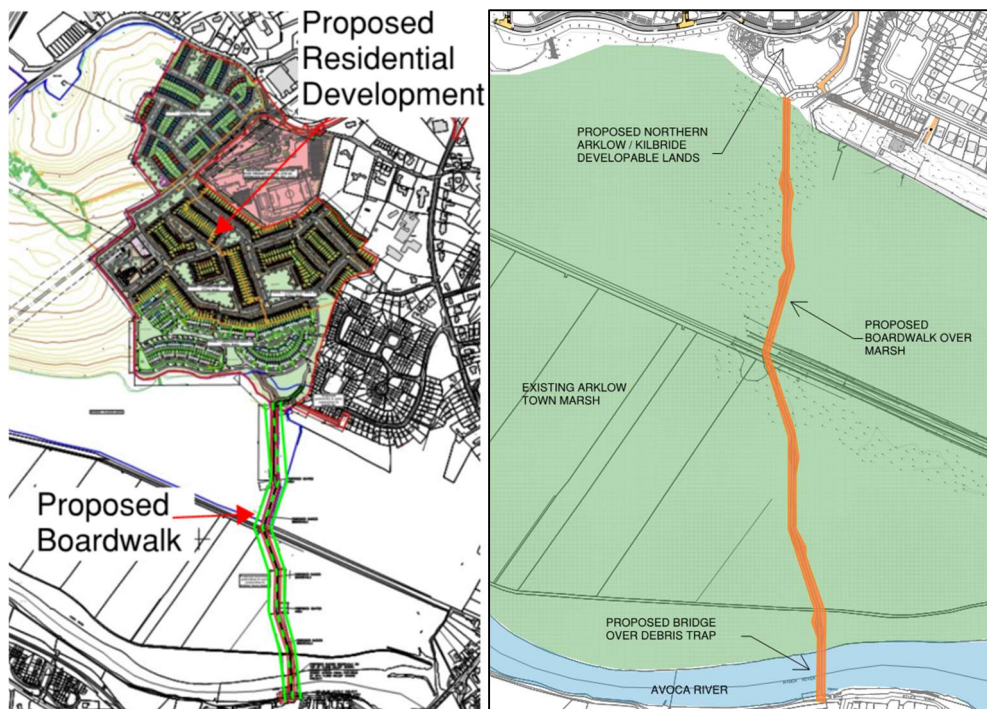 Proposed
Residential
Development
Proposed
Boardwalk
PROPOSED NORTHERN
ARKLOW / KILBRIDE
DEVELOPABLE LANDS
PROPOSED
BOARDWALK OVER
MARSH
EXISTING ARKLOW
TOWN MARSH
PROPOSED BRIDGE
OVER DEBRIS TRAP
AVOCA RIVER